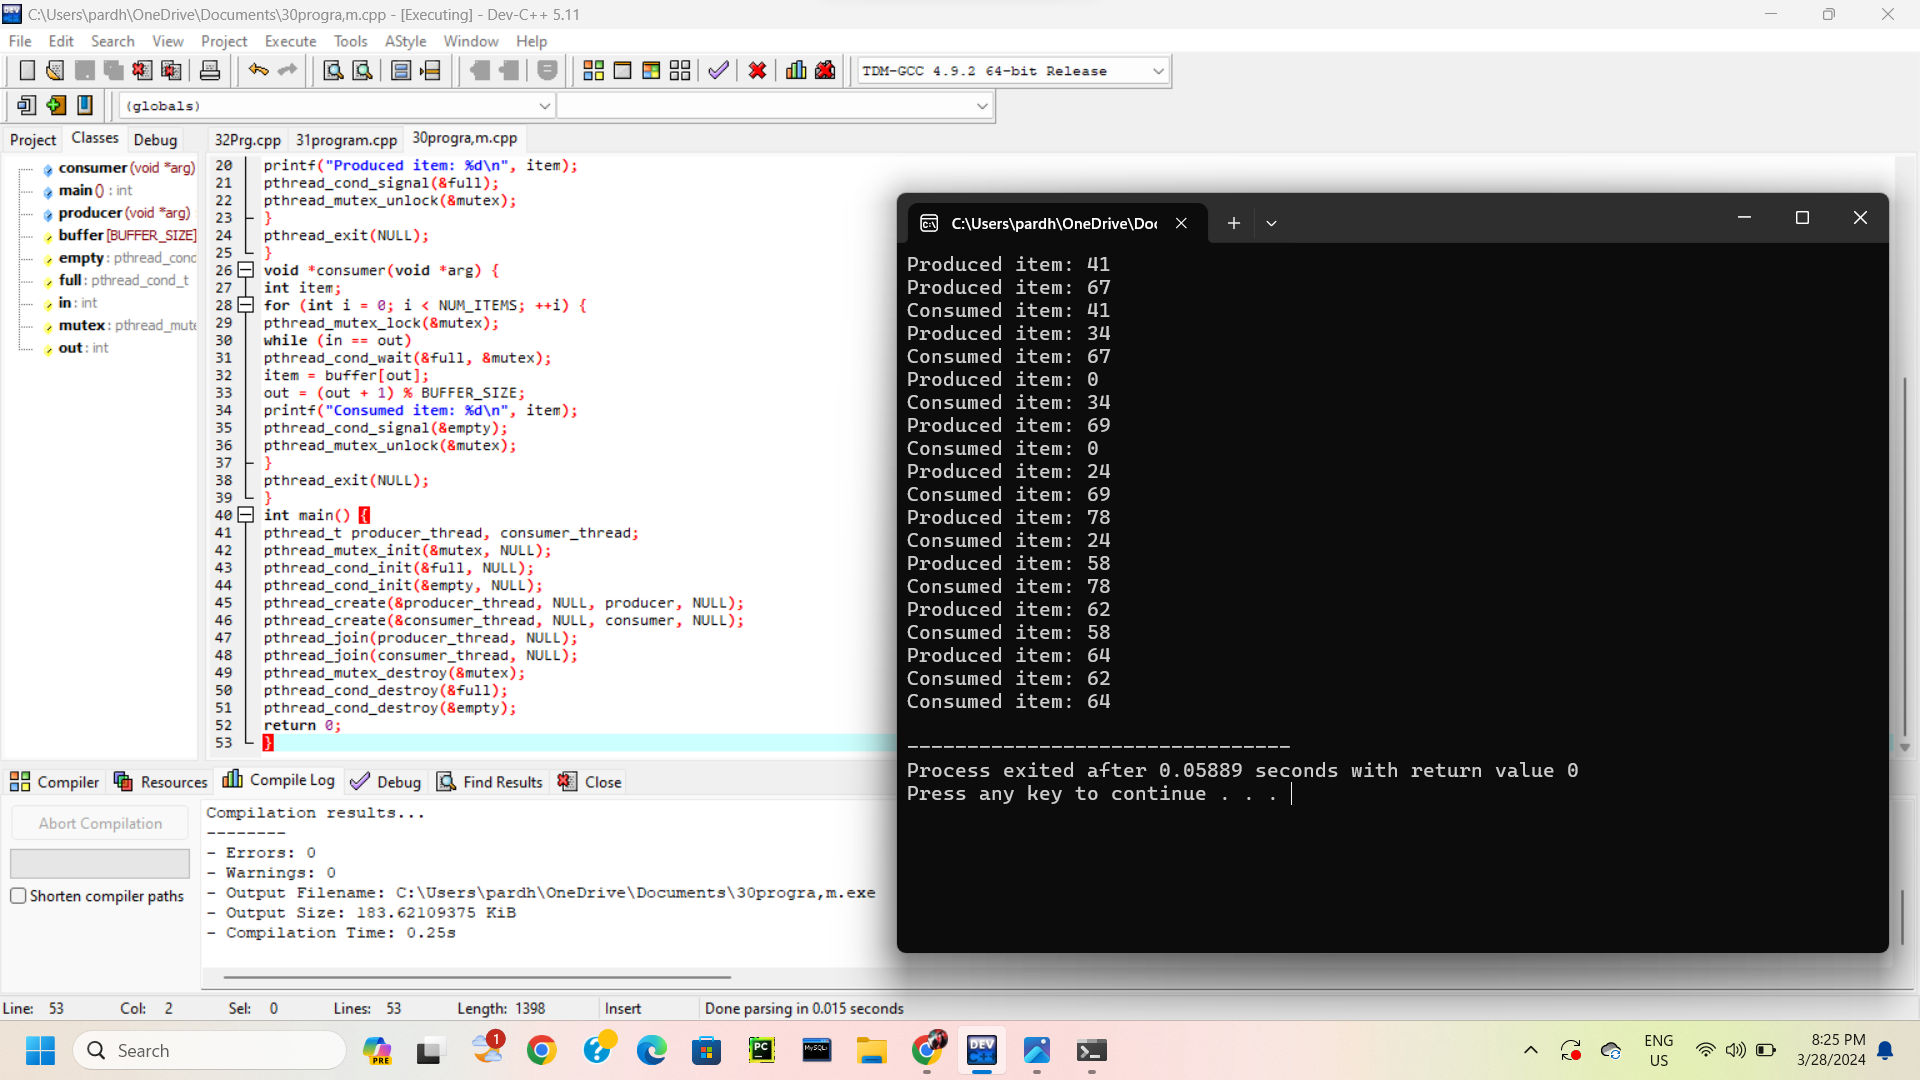 C:\Users\pardh\OneDrive\Documents\30progra,m.cpp - [Executing] - Dev-C++ 5.11
File Edit Search View Project Execute Tools AStyle Window Help
TDM-GCC 4.9.2 64-bit Release
(globals)
Project Classes Debug
32Prg.cpp 31program.cpp 30progra,m.cpp
consumer (void *arg)
main () : int
producer (void *arg)
buffer [BUFFER_SIZE]
empty : pthread_cond
full : pthread_cond_t
in : int
mutex : pthread_mute
out : int
20 printf("Produced item: %d\n", item);
21 pthread_cond_signal(&full);
22 pthread_mutex_unlock(&mutex);
23 }
24 pthread_exit(NULL);
25 }
26 void *consumer(void *arg) {
27 int item;
28 for (int i = 0; i < NUM_ITEMS; ++i) {
29 pthread_mutex_lock(&mutex);
30 while (in == out)
31 pthread_cond_wait(&full, &mutex);
32 item = buffer[out];
33 out = (out + 1) % BUFFER_SIZE;
34 printf("Consumed item: %d\n", item);
35 pthread_cond_signal(&empty);
36 pthread_mutex_unlock(&mutex);
37 }
38 pthread_exit(NULL);
39 }
40 int main() {
41 pthread_t producer_thread, consumer_thread;
42 pthread_mutex_init(&mutex, NULL);
43 pthread_cond_init(&full, NULL);
44 pthread_cond_init(&empty, NULL);
45 pthread_create(&producer_thread, NULL, producer, NULL);
46 pthread_create(&consumer_thread, NULL, consumer, NULL);
47 pthread_join(producer_thread, NULL);
48 pthread_join(consumer_thread, NULL);
49 pthread_mutex_destroy(&mutex);
50 pthread_cond_destroy(&full);
51 pthread_cond_destroy(&empty);
52 return 0;
53 }
C:\Users\pardh\OneDrive\Doc
Produced item: 41
Produced item: 67
Consumed item: 41
Produced item: 34
Consumed item: 67
Produced item: 0
Consumed item: 34
Produced item: 69
Consumed item: 0
Produced item: 24
Consumed item: 69
Produced item: 78
Consumed item: 24
Produced item: 58
Consumed item: 78
Produced item: 62
Consumed item: 58
Produced item: 64
Consumed item: 62
Consumed item: 64
--------------------------------
Process exited after 0.05889 seconds with return value 0
Press any key to continue . . .
Compiler Resources Compile Log Debug Find Results Close
Abort Compilation
Shorten compiler paths
Compilation results...
--------
- Errors: 0
- Warnings: 0
- Output Filename: C:\Users\pardh\OneDrive\Documents\30progra,m.exe
- Output Size: 183.62109375 KiB
- Compilation Time: 0.25s
Line: 53 Col: 2 Sel: 0 Lines: 53 Length: 1398 Insert Done parsing in 0.015 seconds
Search
PRE
1
PC
MySQL
DEV
C++
ENG
US
8:25 PM
3/28/2024